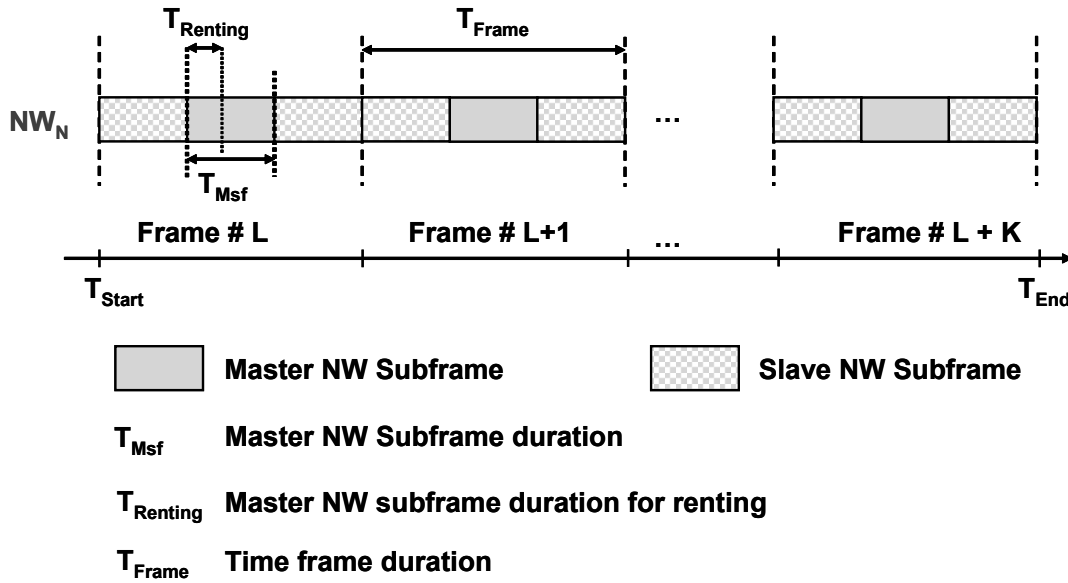 T_Renting T_Frame
NW_N ...
T_Msf
Frame # L Frame # L+1 ... Frame # L + K
T_Start T_End
Master NW Subframe Slave NW Subframe
T_Msf Master NW Subframe duration
T_Renting Master NW subframe duration for renting
T_Frame Time frame duration